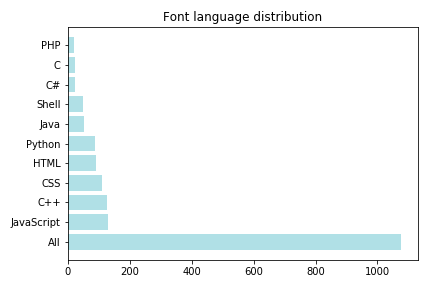 Font language distribution
PHP
C
C#
Shell
Java
Python
HTML
CSS
C++
JavaScript
All
0 200 400 600 800 1000